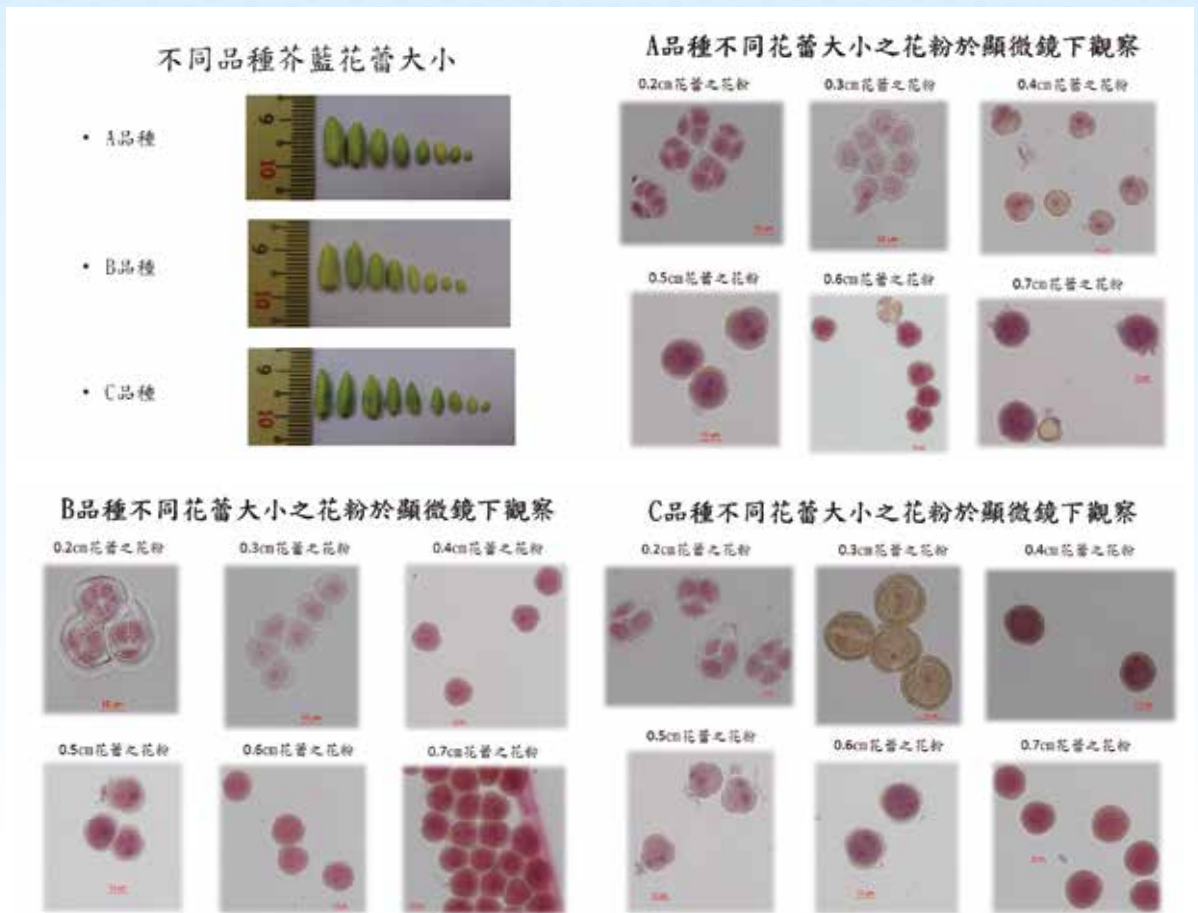 不同品種芥藍花蕾大小
• A品種
9
10
• B品種
9
10
• C品種
9
10
A品種不同花蕾大小之花粉於顯微鏡下觀察
0.2cm花蕾之花粉
0.3cm花蕾之花粉
0.4cm花蕾之花粉
0.5cm花蕾之花粉
0.6cm花蕾之花粉
0.7cm花蕾之花粉
B品種不同花蕾大小之花粉於顯微鏡下觀察
0.2cm花蕾之花粉
0.3cm花蕾之花粉
0.4cm花蕾之花粉
0.5cm花蕾之花粉
0.6cm花蕾之花粉
0.7cm花蕾之花粉
C品種不同花蕾大小之花粉於顯微鏡下觀察
0.2cm花蕾之花粉
0.3cm花蕾之花粉
0.4cm花蕾之花粉
0.5cm花蕾之花粉
0.6cm花蕾之花粉
0.7cm花蕾之花粉